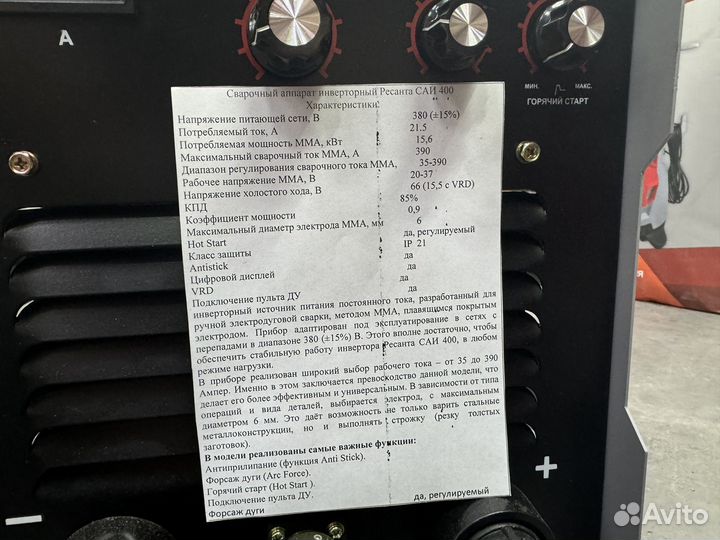 A
МИН.
МАКС.
ГОРЯЧИЙ СТАРТ
Сварочный аппарат инверторный Ресанта САИ 400
Характеристики:
Напряжение питающей сети, В 380 (±15%)
Потребляемый ток, А 21.5
Потребляемая мощность ММА, кВт 15,6
Максимальный сварочный ток ММА, А 390
Диапазон регулирования сварочного тока ММА, 35-390
Рабочее напряжение ММА, В 20-37
Напряжение холостого хода, В 66 (15,5 с VRD)
КПД 85%
Коэффициент мощности 0,9
Максимальный диаметр электрода ММА, мм 6
Hot Start да, регулируемый
Класс защиты IP 21
Antistick да
Цифровой дисплей да
VRD да
Подключение пульта ДУ да
инверторный источник питания постоянного тока, разработанный для
ручной электродуговой сварки, методом ММА, плавящимся покрытым
электродом. Прибор адаптирован под эксплуатирование в сетях с
перепадами в диапазоне 380 (±15%) В. Этого вполне достаточно, чтобы
обеспечить стабильную работу инвертора Ресанта САИ 400, в любом
режиме нагрузки.
В приборе реализован широкий выбор рабочего тока – от 35 до 390
Ампер. Именно в этом заключается превосходство данной модели, что
делает его более эффективным и универсальным. В зависимости от типа
операций и вида деталей, выбирается электрод, с максимальным
диаметром 6 мм. Это даёт возможность не только варить стальные
металлоконструкции, но и выполнять строжку (резку толстых
заготовок).
В модели реализованы самые важные функции:
Антиприлипание (функция Anti Stick).
Форсаж дуги (Arc Force).
Горячий старт (Hot Start ).
Подключение пульта ДУ.
Форсаж дуги да, регулируемый
−
+
Avito